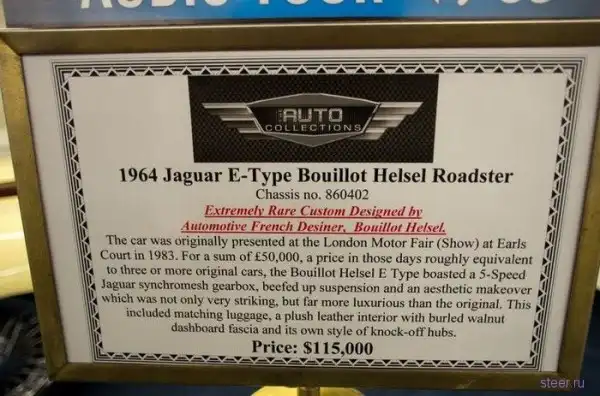 AUDIO TOUR
THE AUTO
COLLECTIONS
1964 Jaguar E-Type Bouillot Helsel Roadster
Chassis no. 860402
Extremely Rare Custom Designed by
Automotive French Desiner, Bouillot Helsel.
The car was originally presented at the London Motor Fair (Show) at Earls
Court in 1983. For a sum of £50,000, a price in those days roughly equivalent
to three or more original cars, the Bouillot Helsel E Type boasted a 5-Speed
Jaguar synchromesh gearbox, beefed up suspension and an aesthetic makeover
which was not only very striking, but far more luxurious than the original. This
included matching luggage, a plush leather interior with burled walnut
dashboard fascia and its own style of knock-off hubs.
Price: $115,000
steer.ru